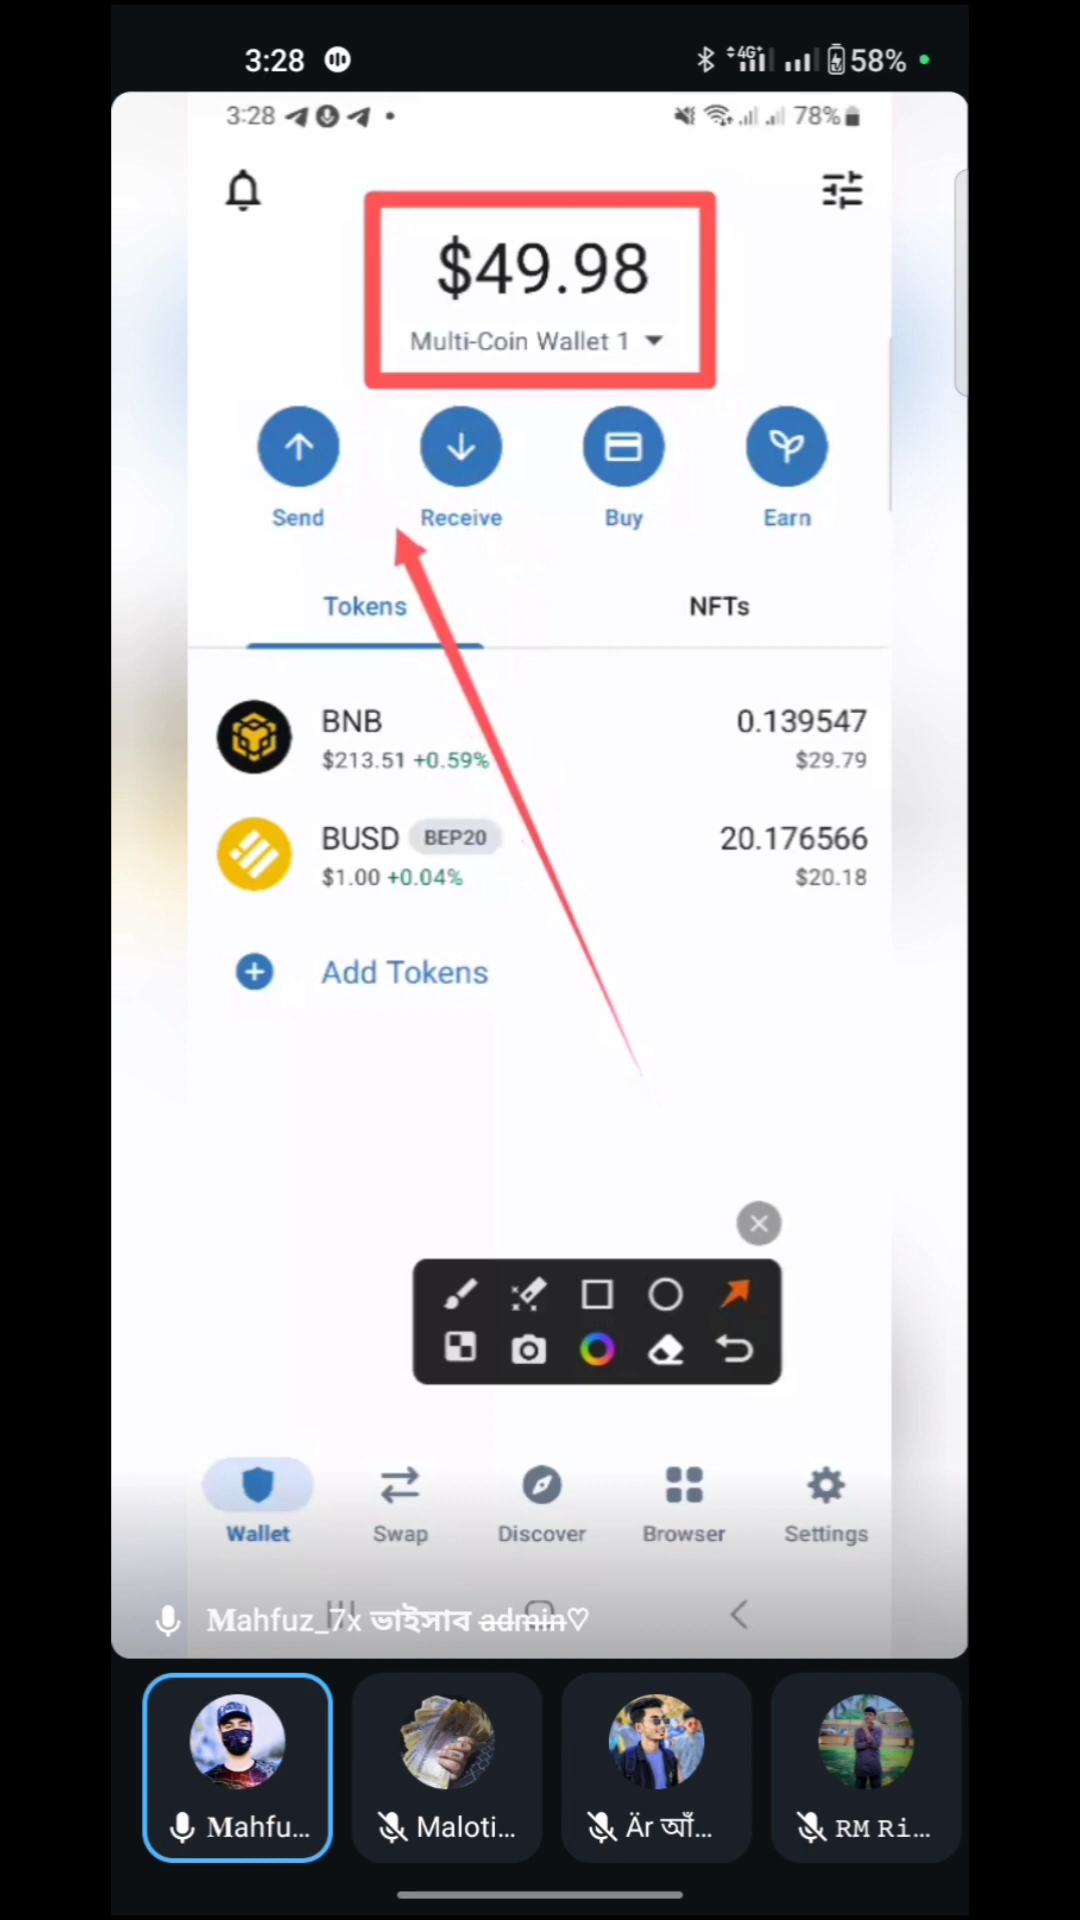 3:28
4G+ 58%
3:28 78%
$49.98
Multi-Coin Wallet 1
Send Receive Buy Earn
Tokens NFTs
BNB 0.139547
$213.51 +0.59% $29.79
BUSD BEP20 20.176566
$1.00 +0.04% $20.18
Add Tokens
Wallet Swap Discover Browser Settings
Mahfuz_7x ভাইসাব admin♡
Mahfu... Maloti... Är আঁ... RM Ri...